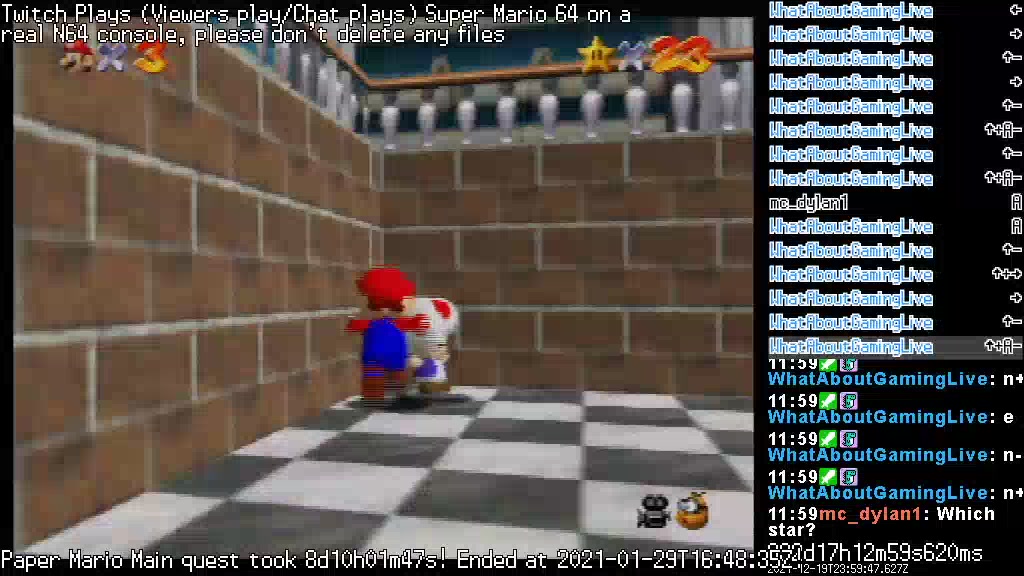 Twitch Plays (Viewers play/Chat plays) Super Mario 64 on a
real N64 console, please don't delete any files
× 3
× 23
WhatAboutGamingLive ←
WhatAboutGamingLive →
WhatAboutGamingLive ↑-
WhatAboutGamingLive →
WhatAboutGamingLive ↑-
WhatAboutGamingLive ↑+A-
WhatAboutGamingLive ↑-
WhatAboutGamingLive ↑+A-
mc_dylan1 A
WhatAboutGamingLive A
WhatAboutGamingLive ↑-
WhatAboutGamingLive ↑+→
WhatAboutGamingLive →
WhatAboutGamingLive ↑-
WhatAboutGamingLive ↑+A-
11:59
WhatAboutGamingLive: n+
11:59
WhatAboutGamingLive: e
11:59
WhatAboutGamingLive: n-
11:59
WhatAboutGamingLive: n+
11:59 mc_dylan1: Which
star?
Paper Mario Main quest took 8d10h01m47s! Ended at 2021-01-29T16:48:3
d17h12m59s620ms